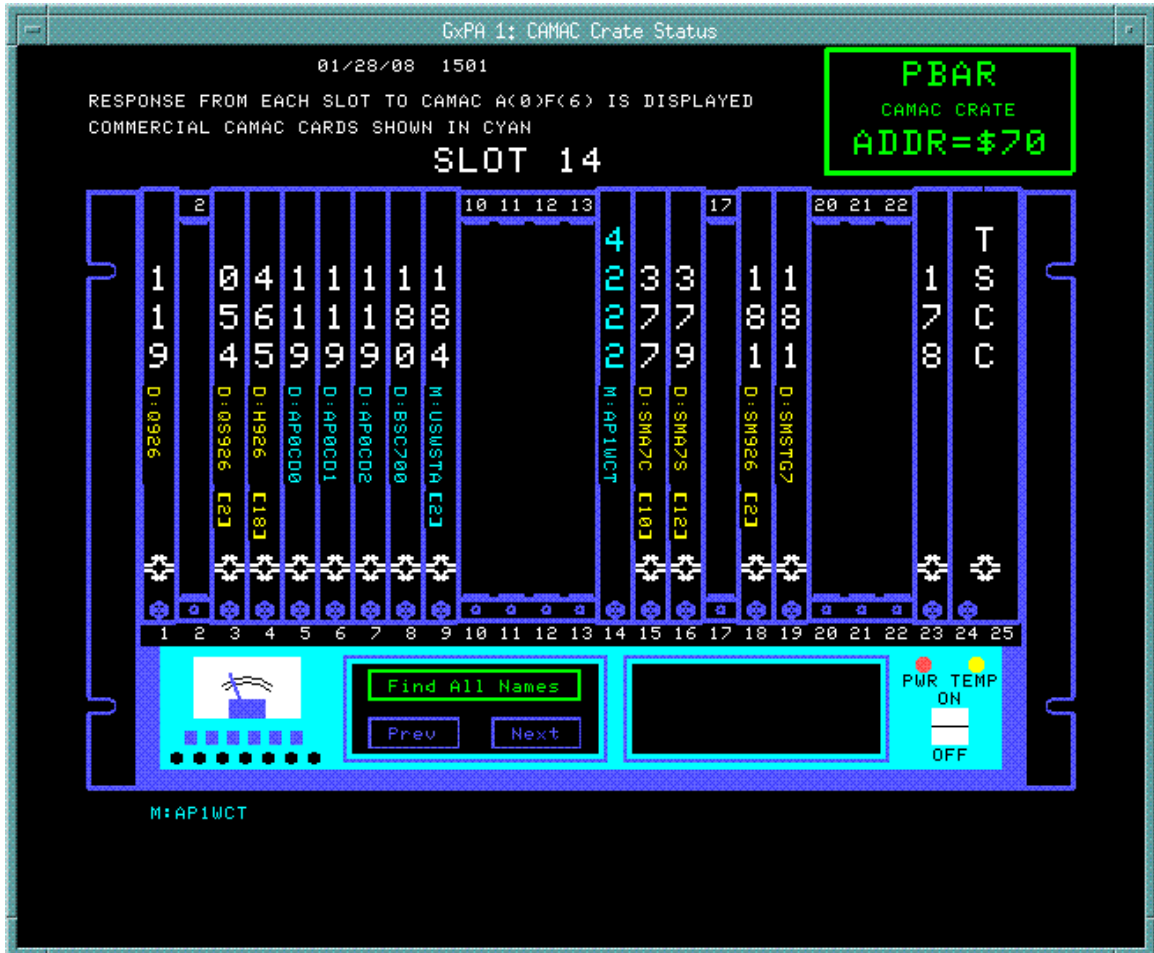 GxPA 1: CAMAC Crate Status
01/28/08 1501
RESPONSE FROM EACH SLOT TO CAMAC A(0)F(6) IS DISPLAYED
COMMERCIAL CAMAC CARDS SHOWN IN CYAN
SLOT 14
PBAR
CAMAC CRATE
ADDR=$70
2 10 11 12 13 17 20 21 22
119
054
465
119
119
119
180
184
4222
377
379
181
181
178
TSCC
D:Q926
D:QS926 [2]
D:H926 [18]
D:AP0CD0
D:AP0CD1
D:AP0CD2
D:BSC700
M:USWSTA [2]
M:AP1WCT
D:SMA7C [10]
D:SMA7S [12]
D:SM926 [2]
D:SMSTG7
1 2 3 4 5 6 7 8 9 10 11 12 13 14 15 16 17 18 19 20 21 22 23 24 25
Find All Names
Prev Next
PWR TEMP
ON
OFF
M:AP1WCT